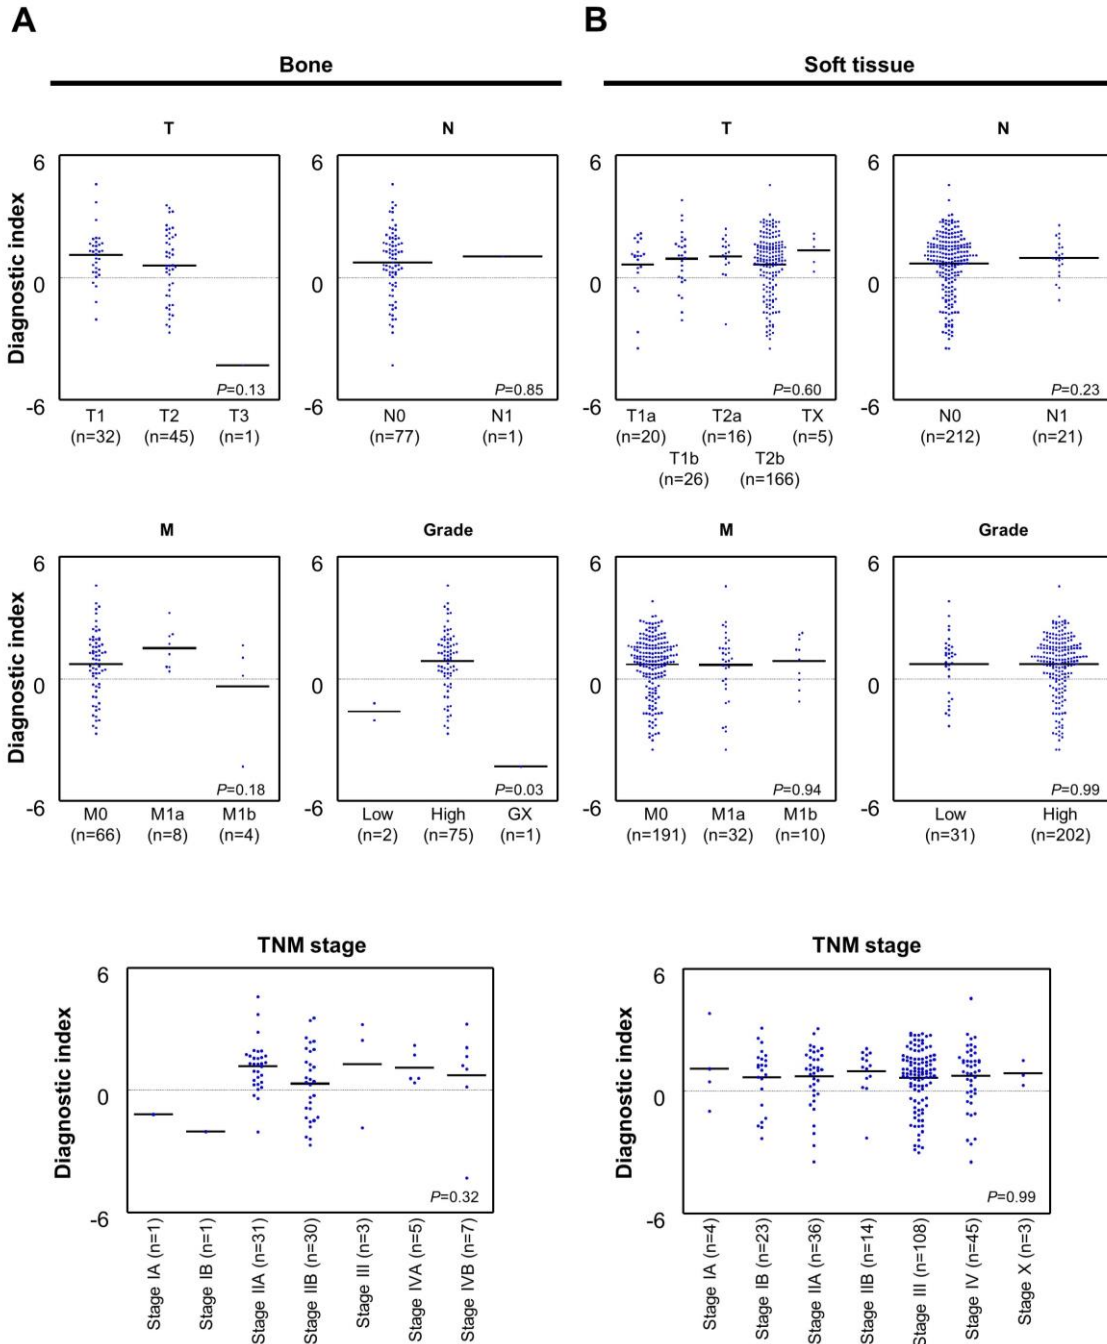 A
Bone
T
N
Diagnostic index
6
0
-6
P=0.13
T1
(n=32)
T2
(n=45)
T3
(n=1)
6
0
-6
P=0.85
N0
(n=77)
N1
(n=1)
M
Grade
Diagnostic index
6
0
-6
P=0.18
M0
(n=66)
M1a
(n=8)
M1b
(n=4)
6
0
-6
P=0.03
Low
(n=2)
High
(n=75)
GX
(n=1)
TNM stage
Diagnostic index
6
0
-6
P=0.32
Stage IA (n=1)
Stage IB (n=1)
Stage IIA (n=31)
Stage IIB (n=30)
Stage III (n=3)
Stage IVA (n=5)
Stage IVB (n=7)
B
Soft tissue
T
N
6
0
-6
P=0.60
T1a
(n=20)
T1b
(n=26)
T2a
(n=16)
T2b
(n=166)
TX
(n=5)
6
0
-6
P=0.23
N0
(n=212)
N1
(n=21)
M
Grade
6
0
-6
P=0.94
M0
(n=191)
M1a
(n=32)
M1b
(n=10)
6
0
-6
P=0.99
Low
(n=31)
High
(n=202)
TNM stage
Diagnostic index
6
0
-6
P=0.99
Stage IA (n=4)
Stage IB (n=23)
Stage IIA (n=36)
Stage IIB (n=14)
Stage III (n=108)
Stage IV (n=45)
Stage X (n=3)